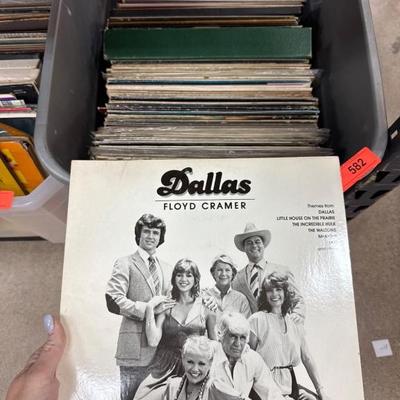 Dallas
FLOYD CRAMER
Themes from
DALLAS
LITTLE HOUSE ON THE PRAIRIE
THE INCREDIBLE HULK
THE WALTONS
582